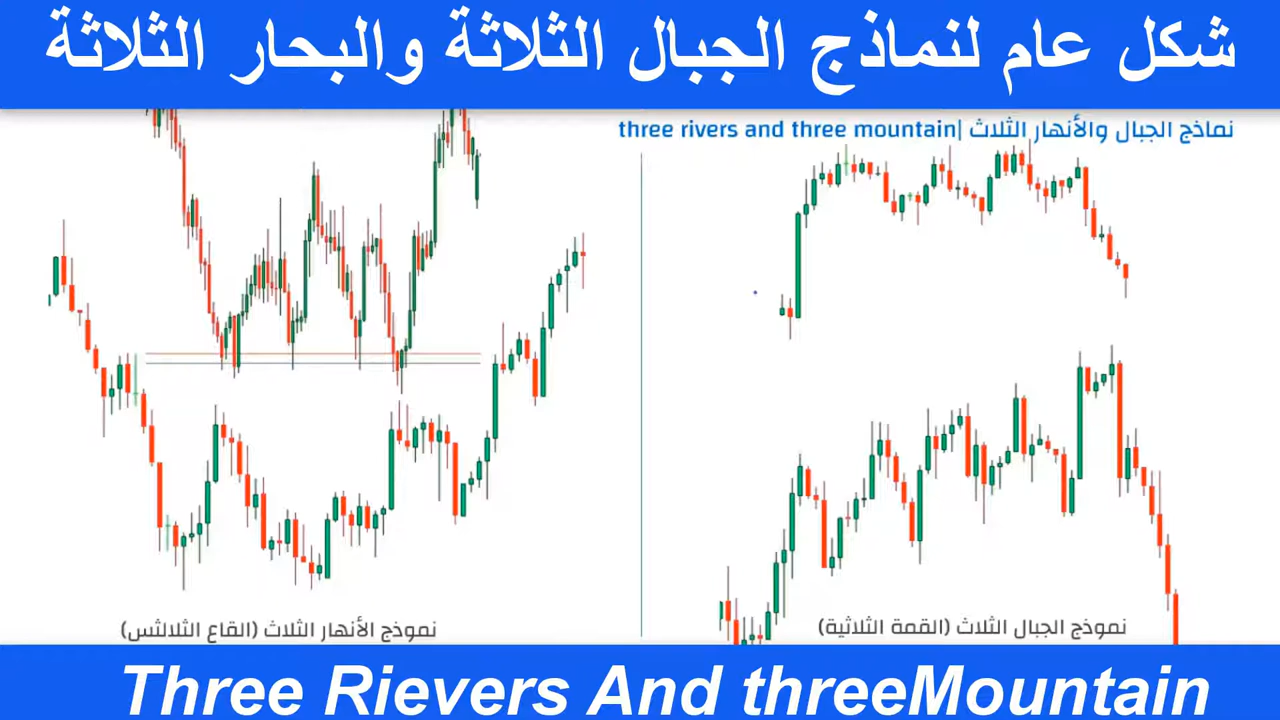 شكل عام لنماذج الجبال الثلاثة والبحار الثلاثة
نماذج الجبال والأنهار الثلاث |three rivers and three mountain
نموذج الجبال الثلاث (القمة الثلاثية)
نموذج الأنهار الثلاث (القاع الثلالثس)
Three Rievers And threeMountain